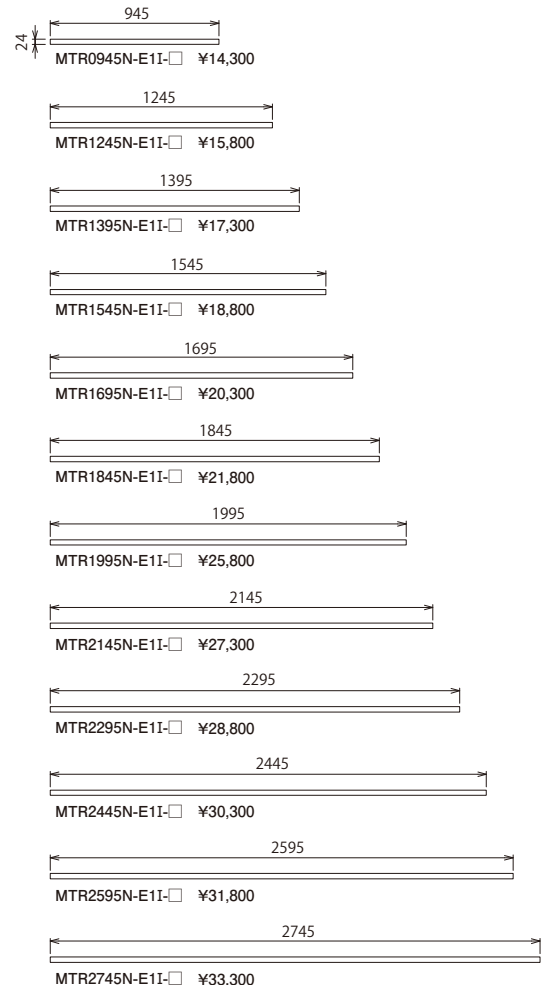 945
24
MTR0945N-E1I-□ ¥14,300
1245
MTR1245N-E1I-□ ¥15,800
1395
MTR1395N-E1I-□ ¥17,300
1545
MTR1545N-E1I-□ ¥18,800
1695
MTR1695N-E1I-□ ¥20,300
1845
MTR1845N-E1I-□ ¥21,800
1995
MTR1995N-E1I-□ ¥25,800
2145
MTR2145N-E1I-□ ¥27,300
2295
MTR2295N-E1I-□ ¥28,800
2445
MTR2445N-E1I-□ ¥30,300
2595
MTR2595N-E1I-□ ¥31,800
2745
MTR2745N-E1I-□ ¥33,300